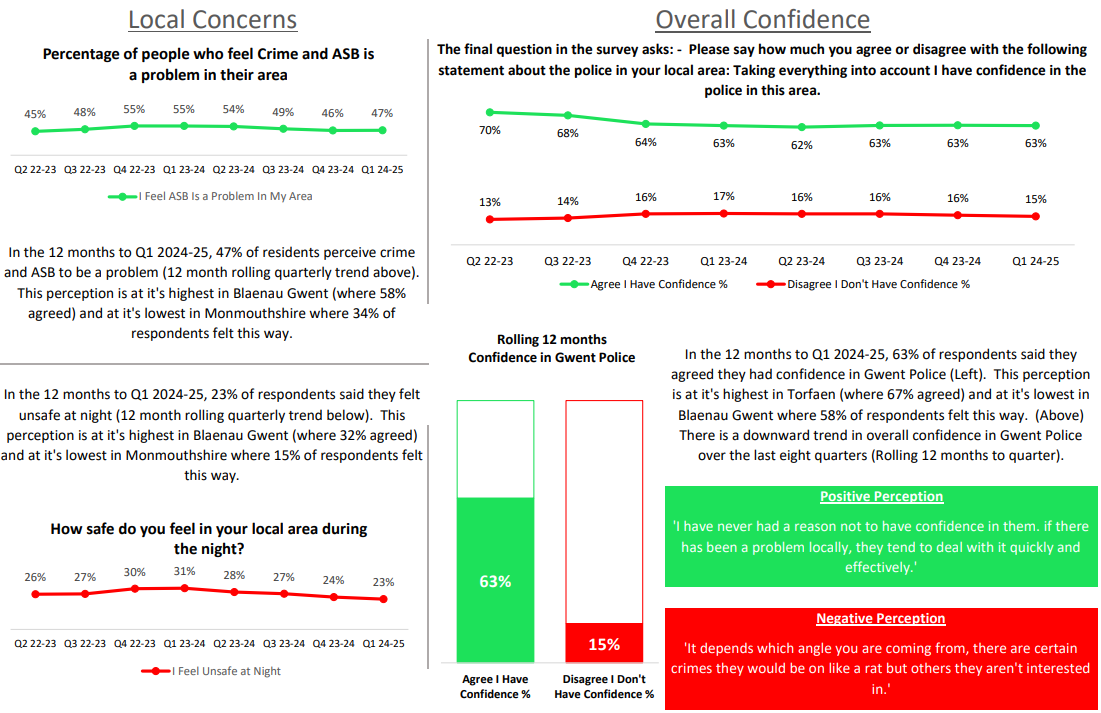 Local Concerns
Percentage of people who feel Crime and ASB is
a problem in their area
45% 48% 55% 55% 54% 49% 46% 47%
Q2 22-23 Q3 22-23 Q4 22-23 Q1 23-24 Q2 23-24 Q3 23-24 Q4 23-24 Q1 24-25
I Feel ASB Is a Problem In My Area
In the 12 months to Q1 2024-25, 47% of residents perceive crime
and ASB to be a problem (12 month rolling quarterly trend above).
This perception is at it's highest in Blaenau Gwent (where 58%
agreed) and at it's lowest in Monmouthshire where 34% of
respondents felt this way.
In the 12 months to Q1 2024-25, 23% of respondents said they felt
unsafe at night (12 month rolling quarterly trend below). This
perception is at it's highest in Blaenau Gwent (where 32% agreed)
and at it's lowest in Monmouthshire where 15% of respondents felt
this way.
How safe do you feel in your local area during
the night?
26% 27% 30% 31% 28% 27% 24% 23%
Q2 22-23 Q3 22-23 Q4 22-23 Q1 23-24 Q2 23-24 Q3 23-24 Q4 23-24 Q1 24-25
I Feel Unsafe at Night
Overall Confidence
The final question in the survey asks: - Please say how much you agree or disagree with the following
statement about the police in your local area: Taking everything into account I have confidence in the
police in this area.
70% 68% 64% 63% 62% 63% 63% 63%
13% 14% 16% 17% 16% 16% 16% 15%
Q2 22-23 Q3 22-23 Q4 22-23 Q1 23-24 Q2 23-24 Q3 23-24 Q4 23-24 Q1 24-25
Agree I Have Confidence % Disagree I Don't Have Confidence %
Rolling 12 months
Confidence in Gwent Police
63%
15%
Agree I Have
Confidence %
Disagree I Don't
Have Confidence %
In the 12 months to Q1 2024-25, 63% of respondents said they
agreed they had confidence in Gwent Police (Left). This perception
is at it's highest in Torfaen (where 67% agreed) and at it's lowest in
Blaenau Gwent where 58% of respondents felt this way. (Above)
There is a downward trend in overall confidence in Gwent Police
over the last eight quarters (Rolling 12 months to quarter).
Positive Perception
'I have never had a reason not to have confidence in them. if there
has been a problem locally, they tend to deal with it quickly and
effectively.'
Negative Perception
'It depends which angle you are coming from, there are certain
crimes they would be on like a rat but others they aren't interested
in.'